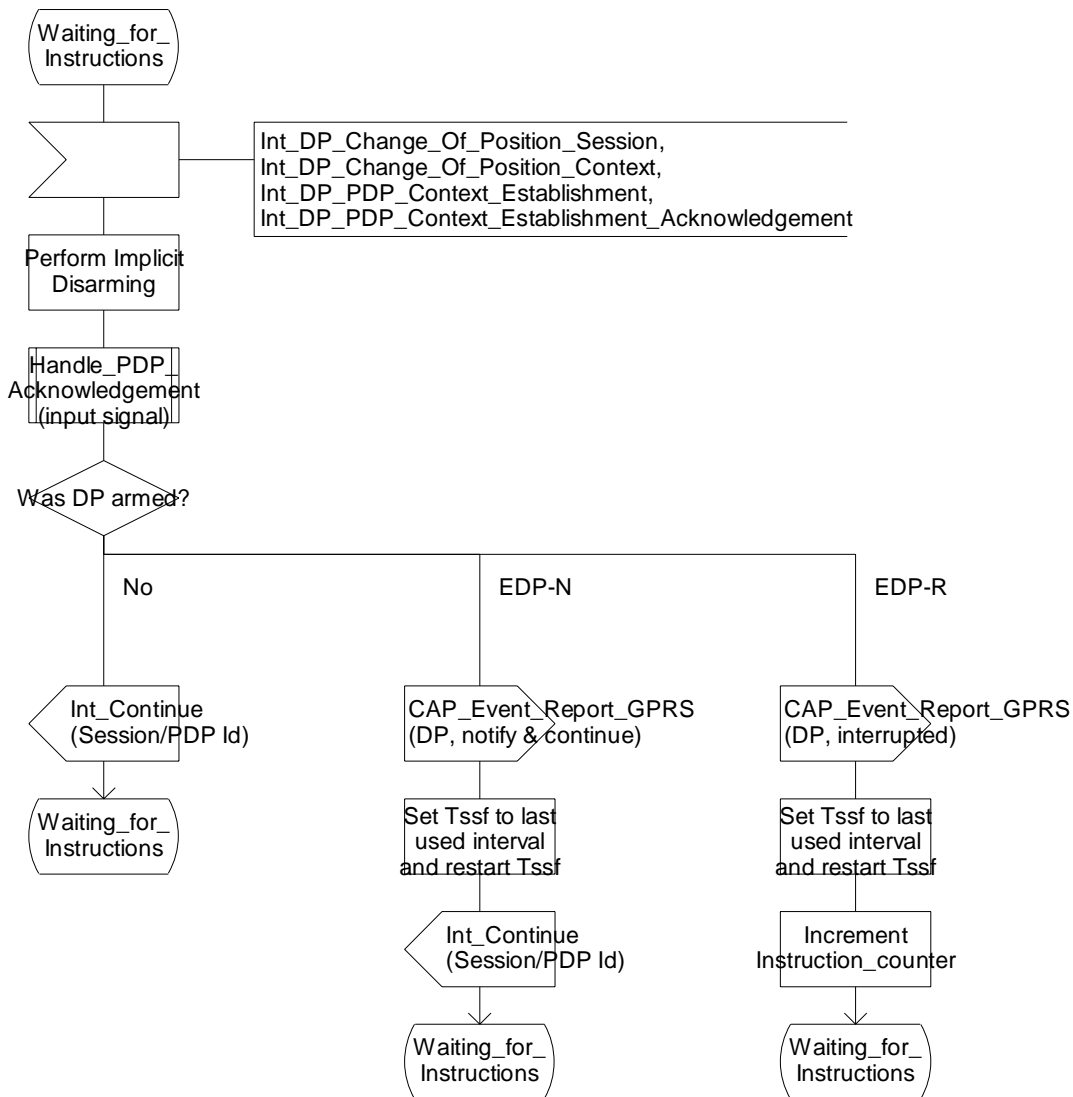 Waiting_for_
Instructions
Int_DP_Change_Of_Position_Session,
Int_DP_Change_Of_Position_Context,
Int_DP_PDP_Context_Establishment,
Int_DP_PDP_Context_Establishment_Acknowledgement
Perform Implicit
Disarming
Handle_PDP_
Acknowledgement
(input signal)
Was DP armed?
No
EDP-N
EDP-R
Int_Continue
(Session/PDP Id)
CAP_Event_Report_GPRS
(DP, notify & continue)
CAP_Event_Report_GPRS
(DP, interrupted)
Waiting_for_
Instructions
Set Tssf to last
used interval
and restart Tssf
Set Tssf to last
used interval
and restart Tssf
Int_Continue
(Session/PDP Id)
Increment
Instruction_counter
Waiting_for_
Instructions
Waiting_for_
Instructions